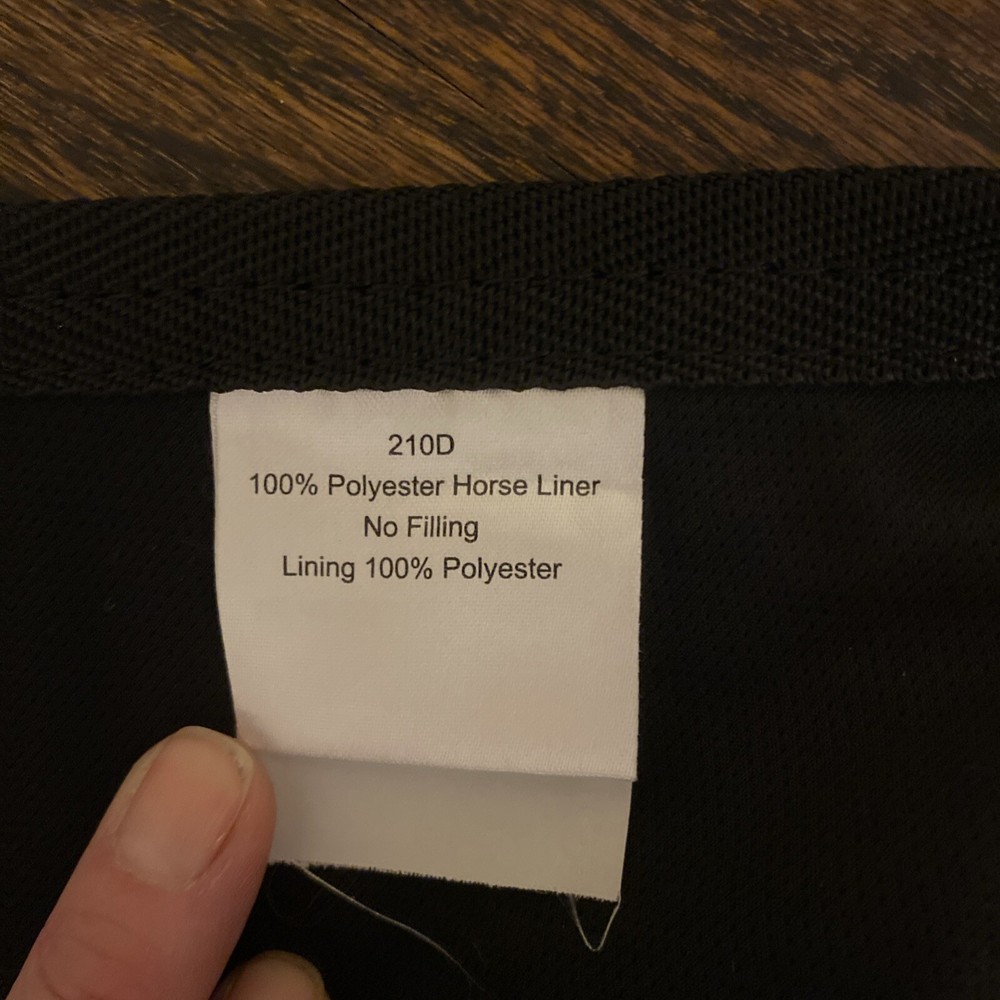 210D
100% Polyester Horse Liner
No Filling
Lining 100% Polyester